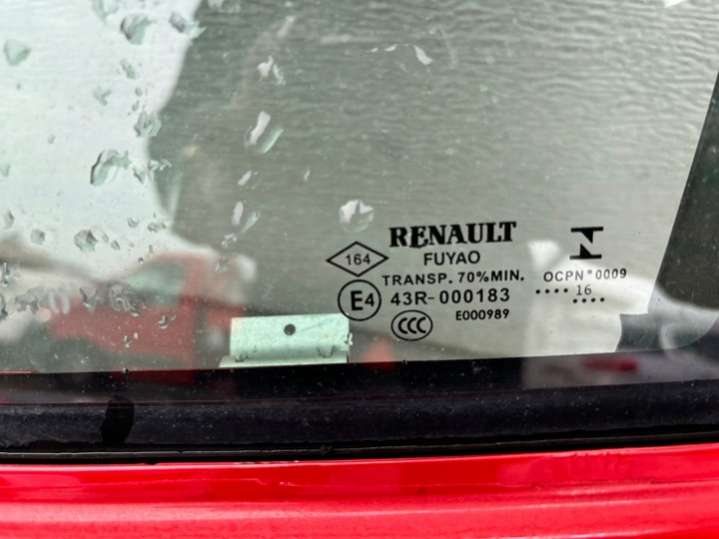 RENAULT
164
FUYAO
TRANSP. 70%MIN.
E4 43R-000183
CCC
E000989
N
OCPN°0009
.... 16 ....